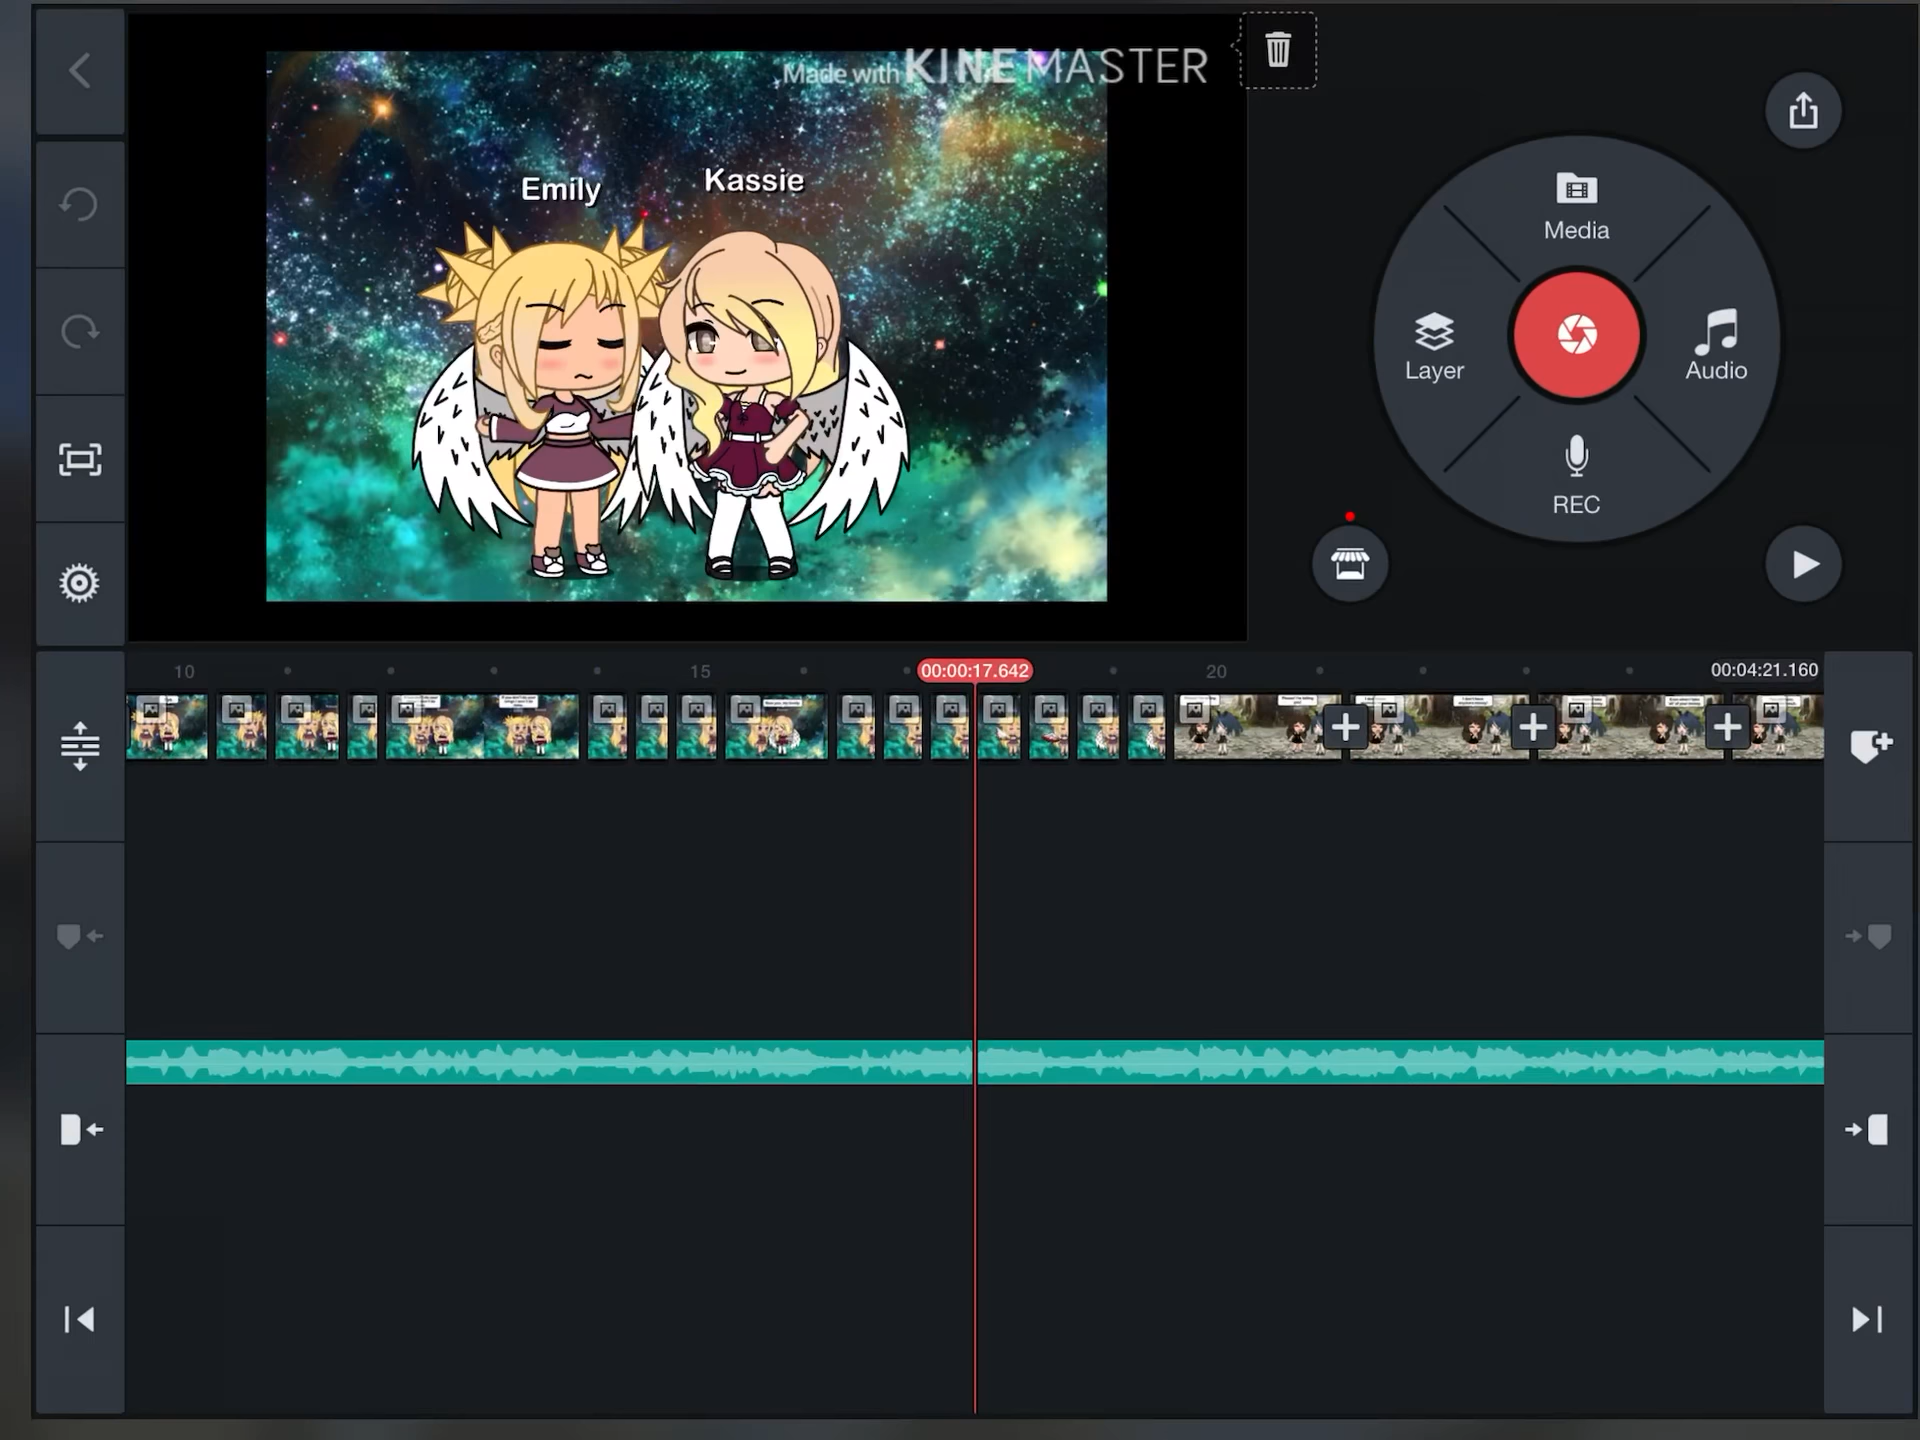 Made with KINEMASTER
Emily
Kassie
Media
Layer
Audio
REC
10
15
00:00:17.642
20
00:04:21.160